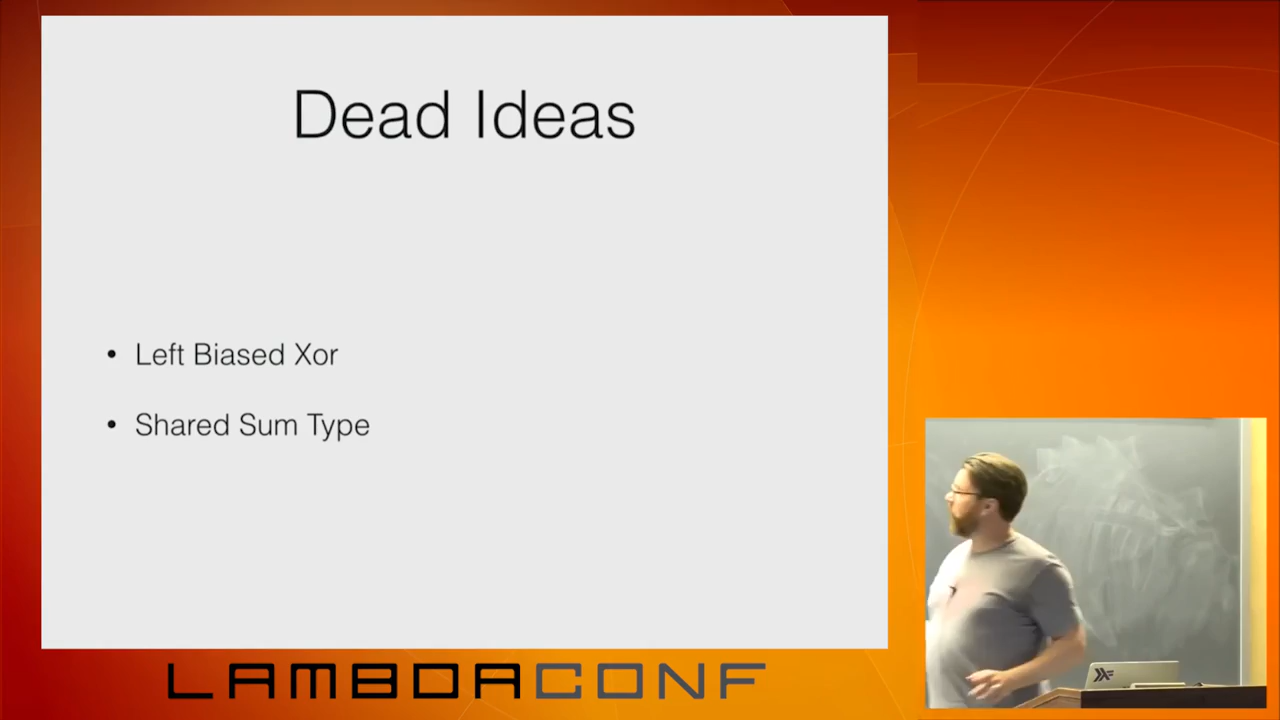 Dead Ideas
• Left Biased Xor
• Shared Sum Type
LAMBDACONF